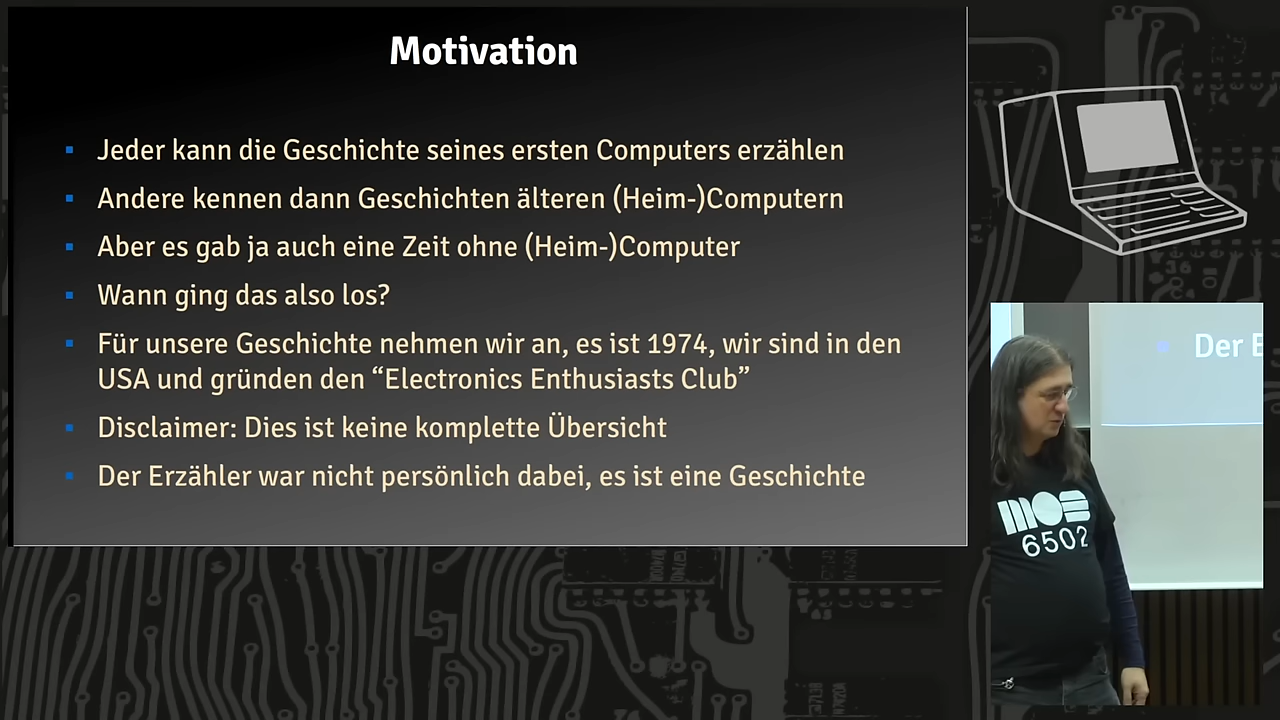 Motivation
Jeder kann die Geschichte seines ersten Computers erzählen
Andere kennen dann Geschichten älteren (Heim-)Computern
Aber es gab ja auch eine Zeit ohne (Heim-)Computer
Wann ging das also los?
Für unsere Geschichte nehmen wir an, es ist 1974, wir sind in den
USA und gründen den “Electronics Enthusiasts Club”
Disclaimer: Dies ist keine komplette Übersicht
Der Erzähler war nicht persönlich dabei, es ist eine Geschichte
Der
MOS
6502